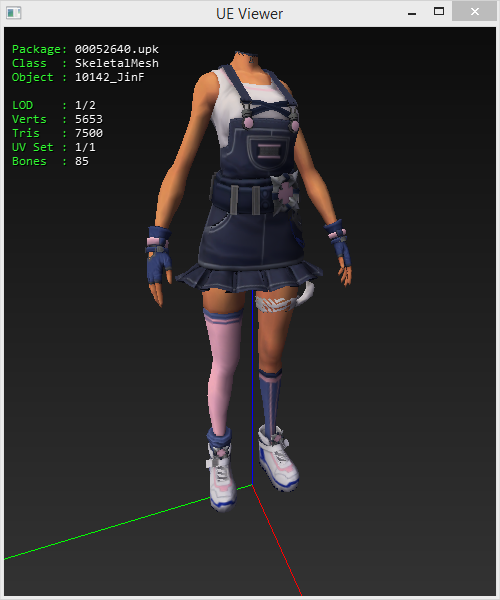 UE Viewer
Package: 00052640.upk
Class : SkeletalMesh
Object : 10142_JinF
LOD : 1/2
Verts : 5653
Tris : 7500
UV Set : 1/1
Bones : 85